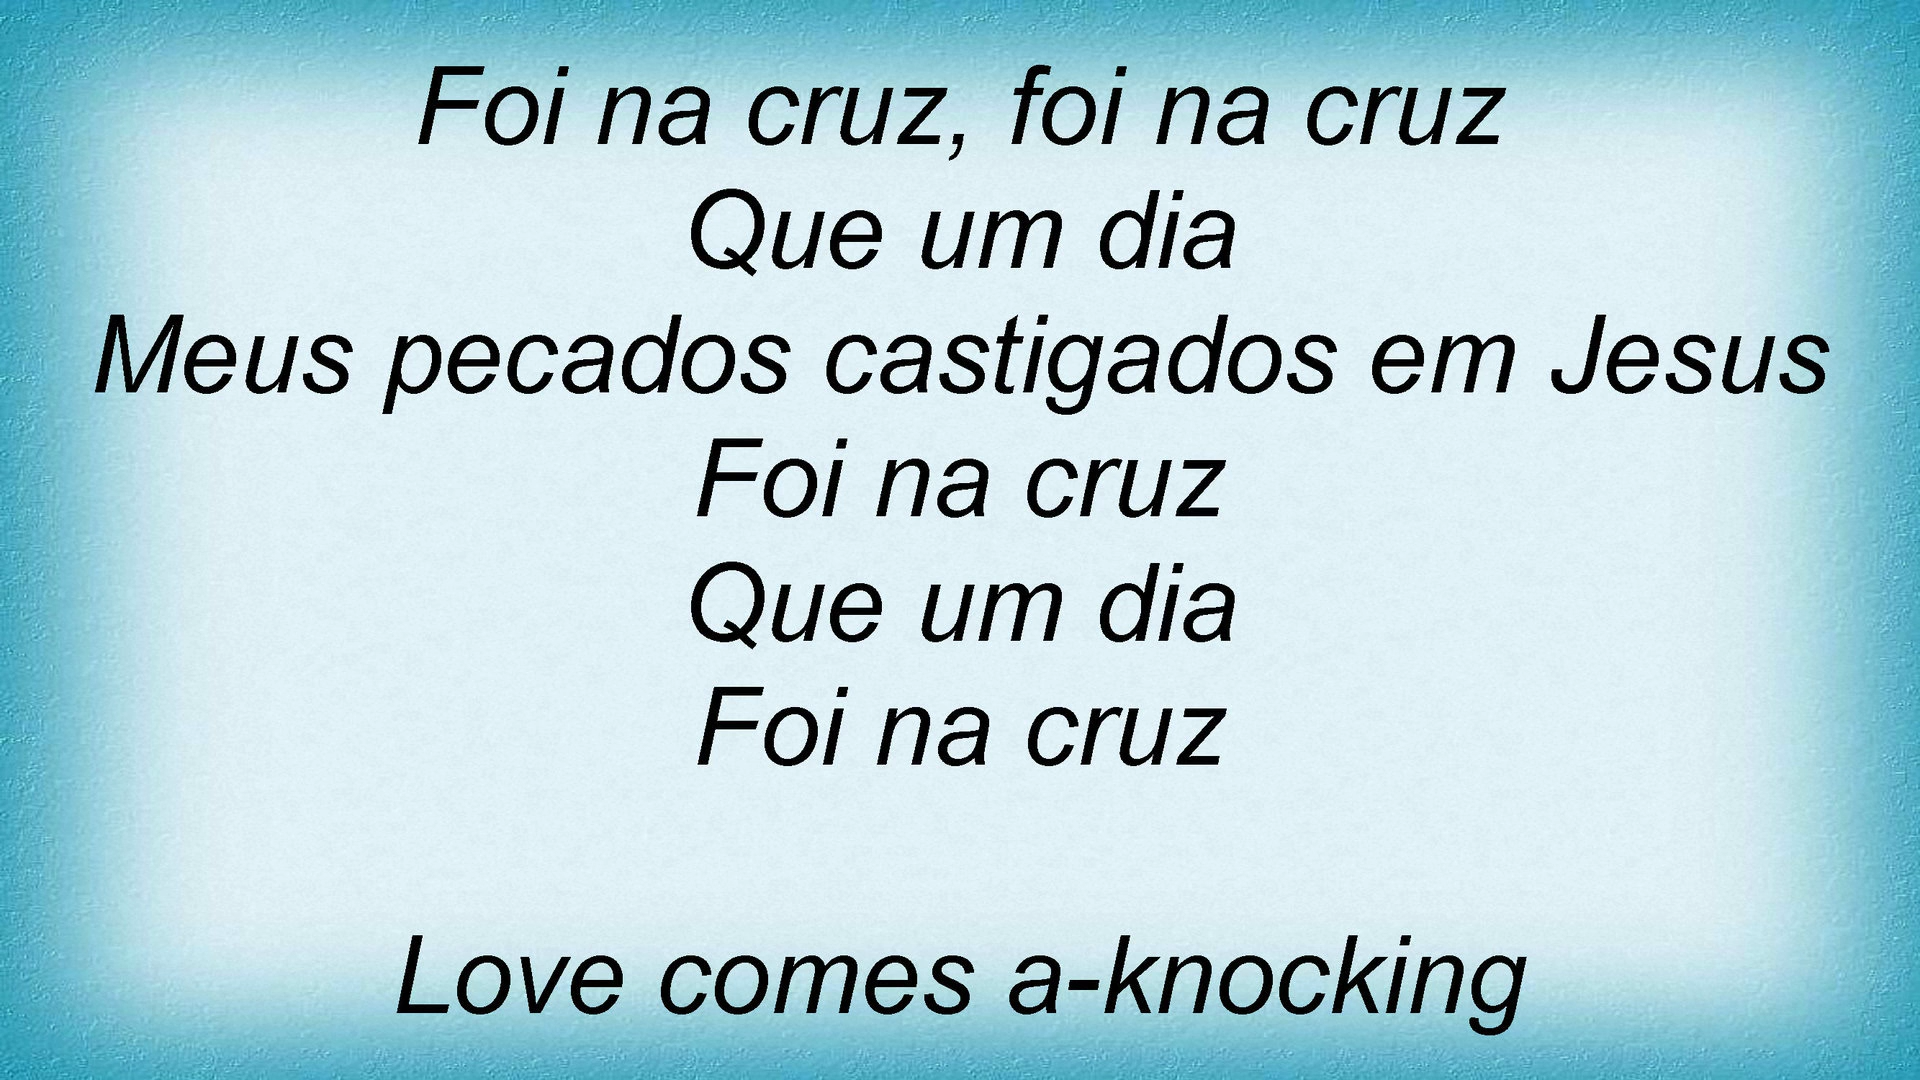 Foi na cruz, foi na cruz
Que um dia
Meus pecados castigados em Jesus
Foi na cruz
Que um dia
Foi na cruz
Love comes a-knocking